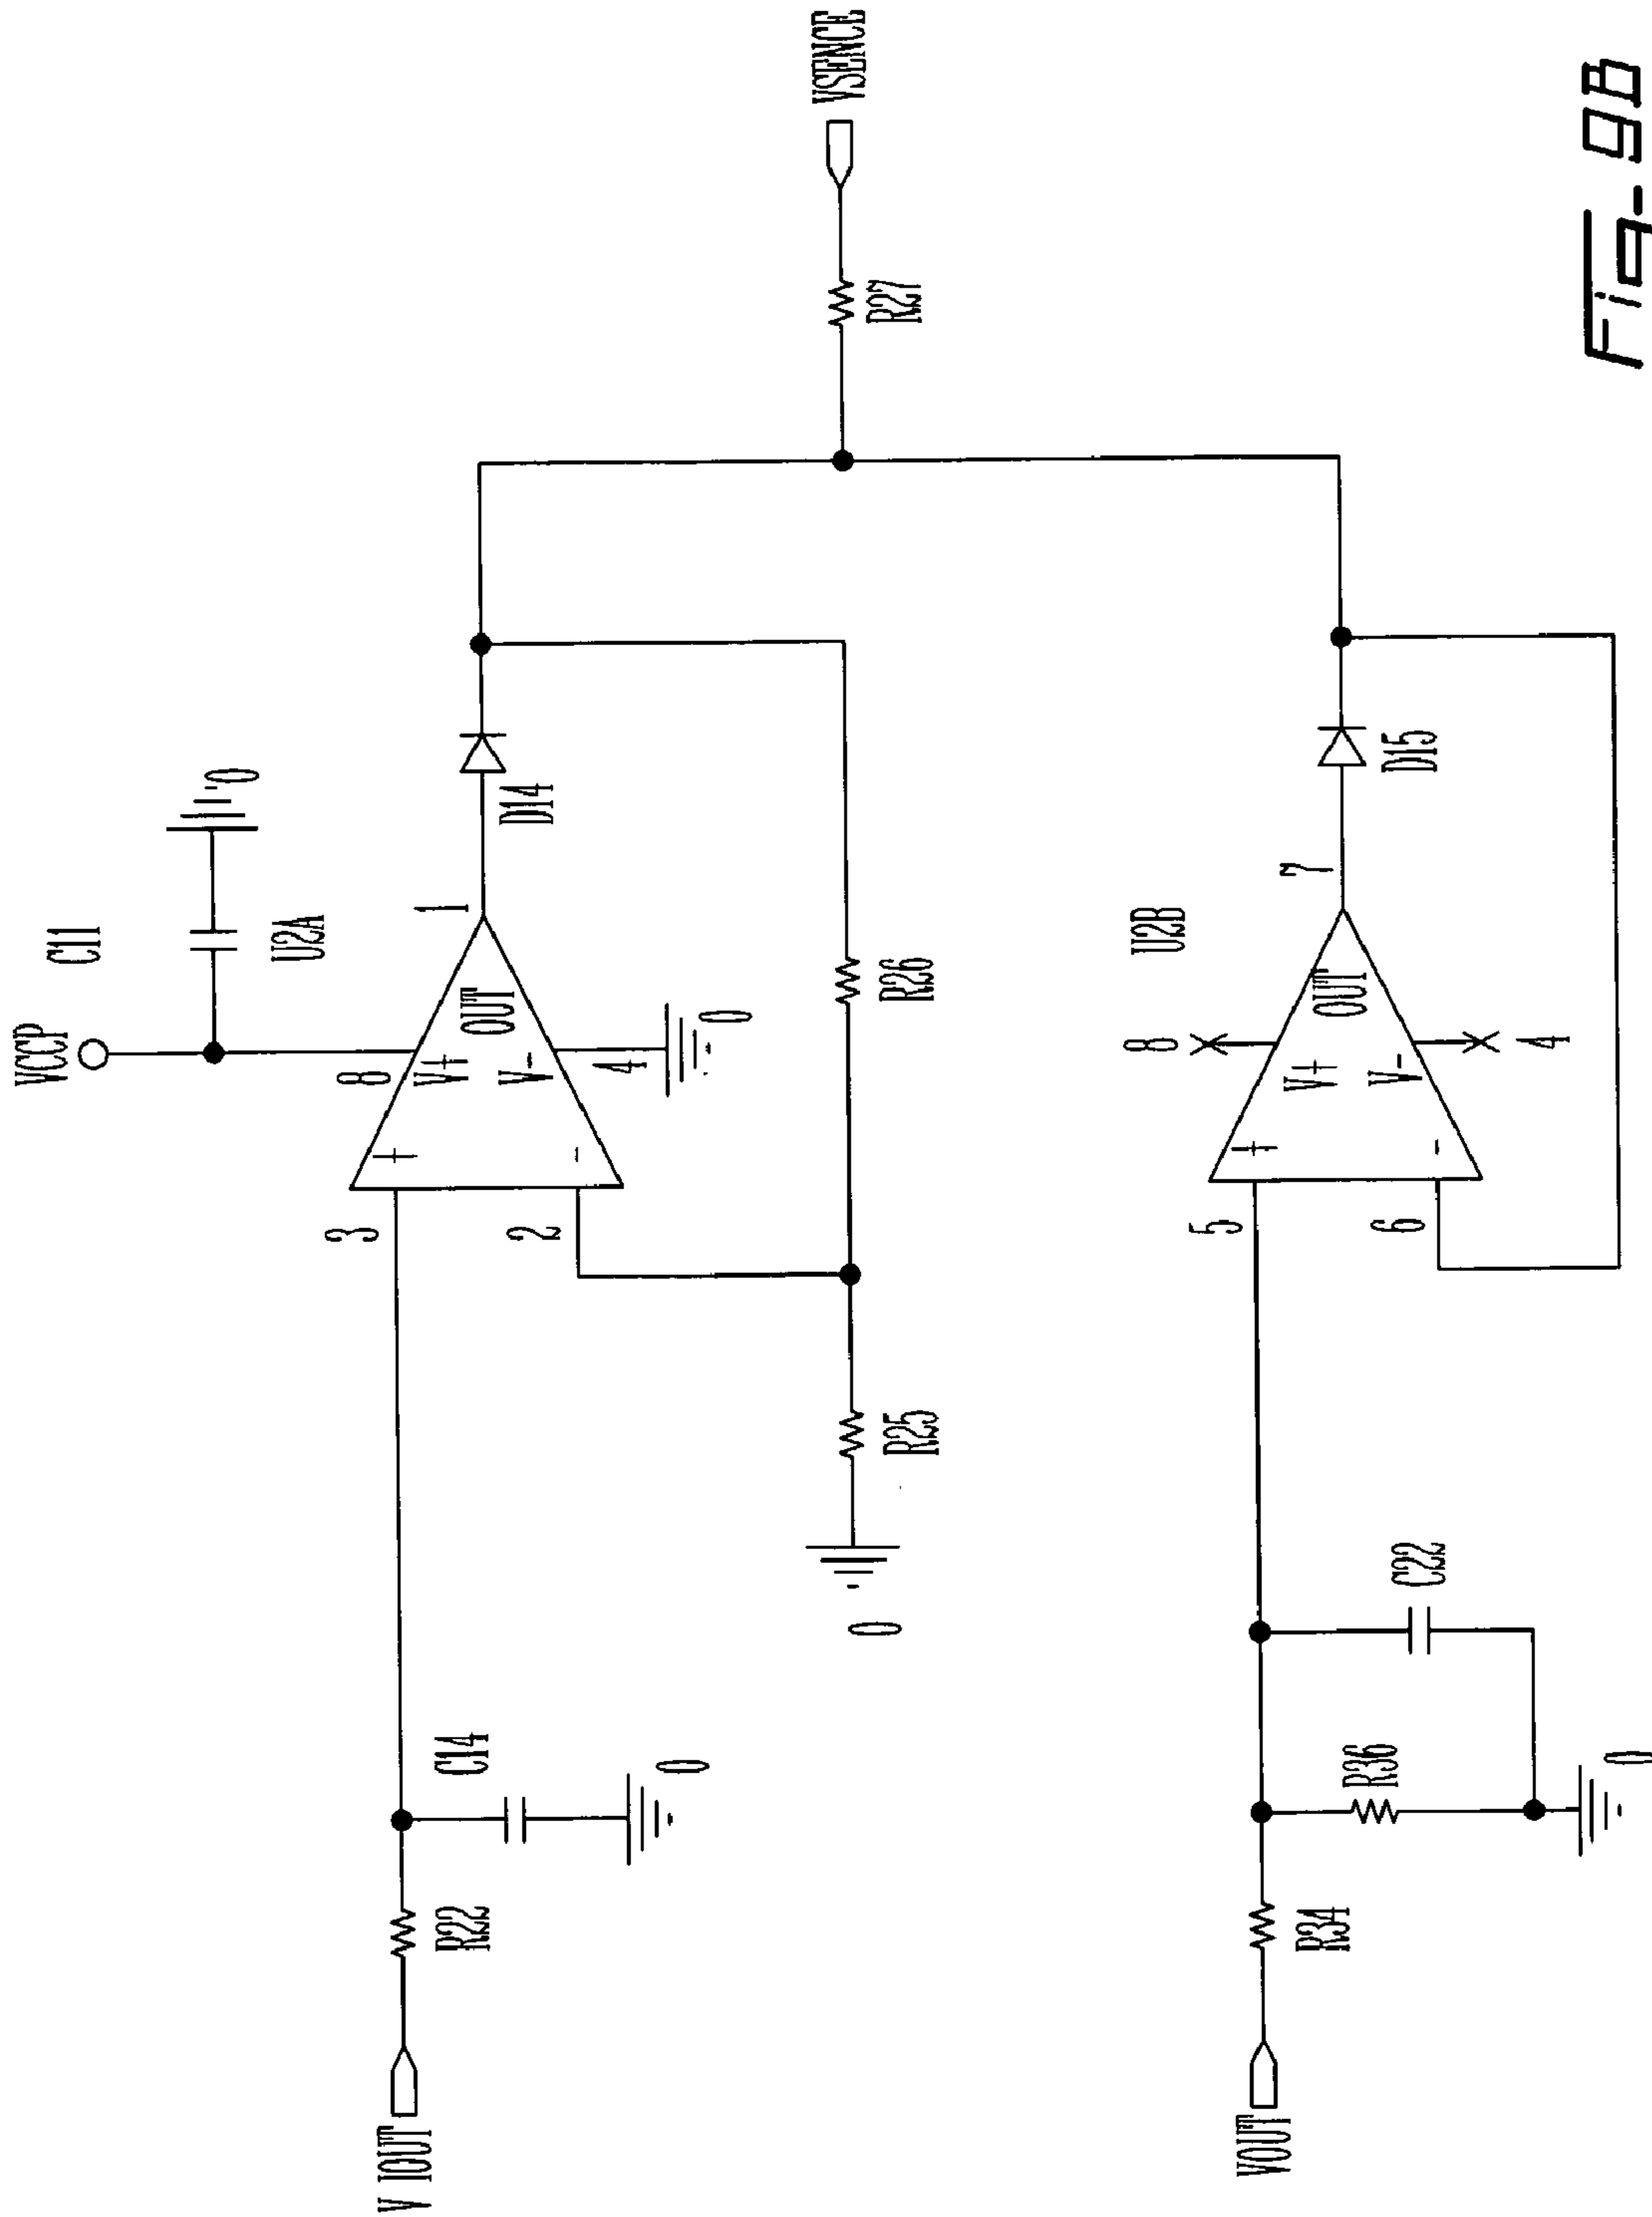 VCCP
C11
0
U2A
8
V+
1
V IOUT
R22
3
+
OUT
D14
C14
2
-
V-
4
0
0
R26
R25
0
R27
VSENCE
U2B
8
7
VOUT
R34
5
+
V+
OUT
D15
R36
C22
6
-
V-
4
0
Fig-9B